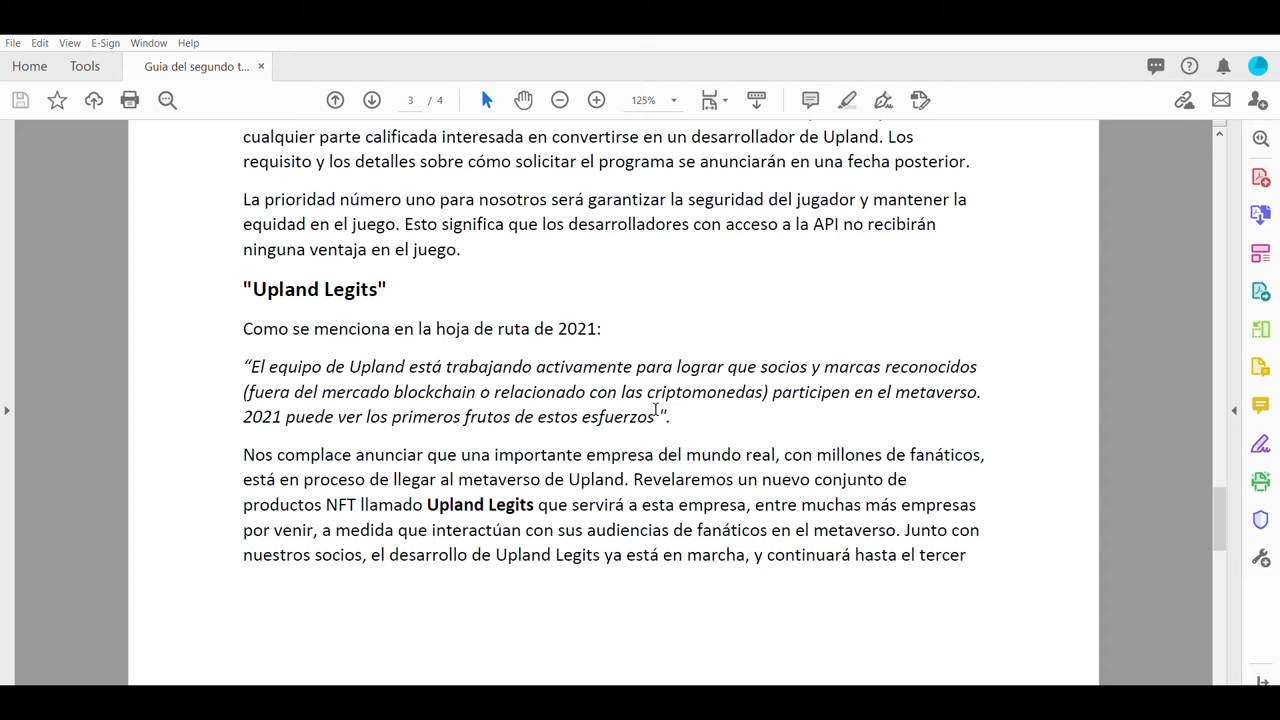 File Edit View E-Sign Window Help
Home Tools Guia del segundo t... ×
3 / 4 125%
cualquier parte calificada interesada en convertirse en un desarrollador de Upland. Los
requisito y los detalles sobre cómo solicitar el programa se anunciarán en una fecha posterior.
La prioridad número uno para nosotros será garantizar la seguridad del jugador y mantener la
equidad en el juego. Esto significa que los desarrolladores con acceso a la API no recibirán
ninguna ventaja en el juego.
"Upland Legits"
Como se menciona en la hoja de ruta de 2021:
“El equipo de Upland está trabajando activamente para lograr que socios y marcas reconocidos
(fuera del mercado blockchain o relacionado con las criptomonedas) participen en el metaverso.
2021 puede ver los primeros frutos de estos esfuerzos ".
Nos complace anunciar que una importante empresa del mundo real, con millones de fanáticos,
está en proceso de llegar al metaverso de Upland. Revelaremos un nuevo conjunto de
productos NFT llamado Upland Legits que servirá a esta empresa, entre muchas más empresas
por venir, a medida que interactúan con sus audiencias de fanáticos en el metaverso. Junto con
nuestros socios, el desarrollo de Upland Legits ya está en marcha, y continuará hasta el tercer